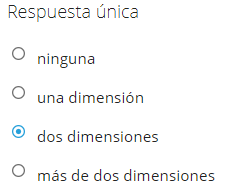 Respuesta única
ninguna
una dimensión
dos dimensiones
más de dos dimensiones